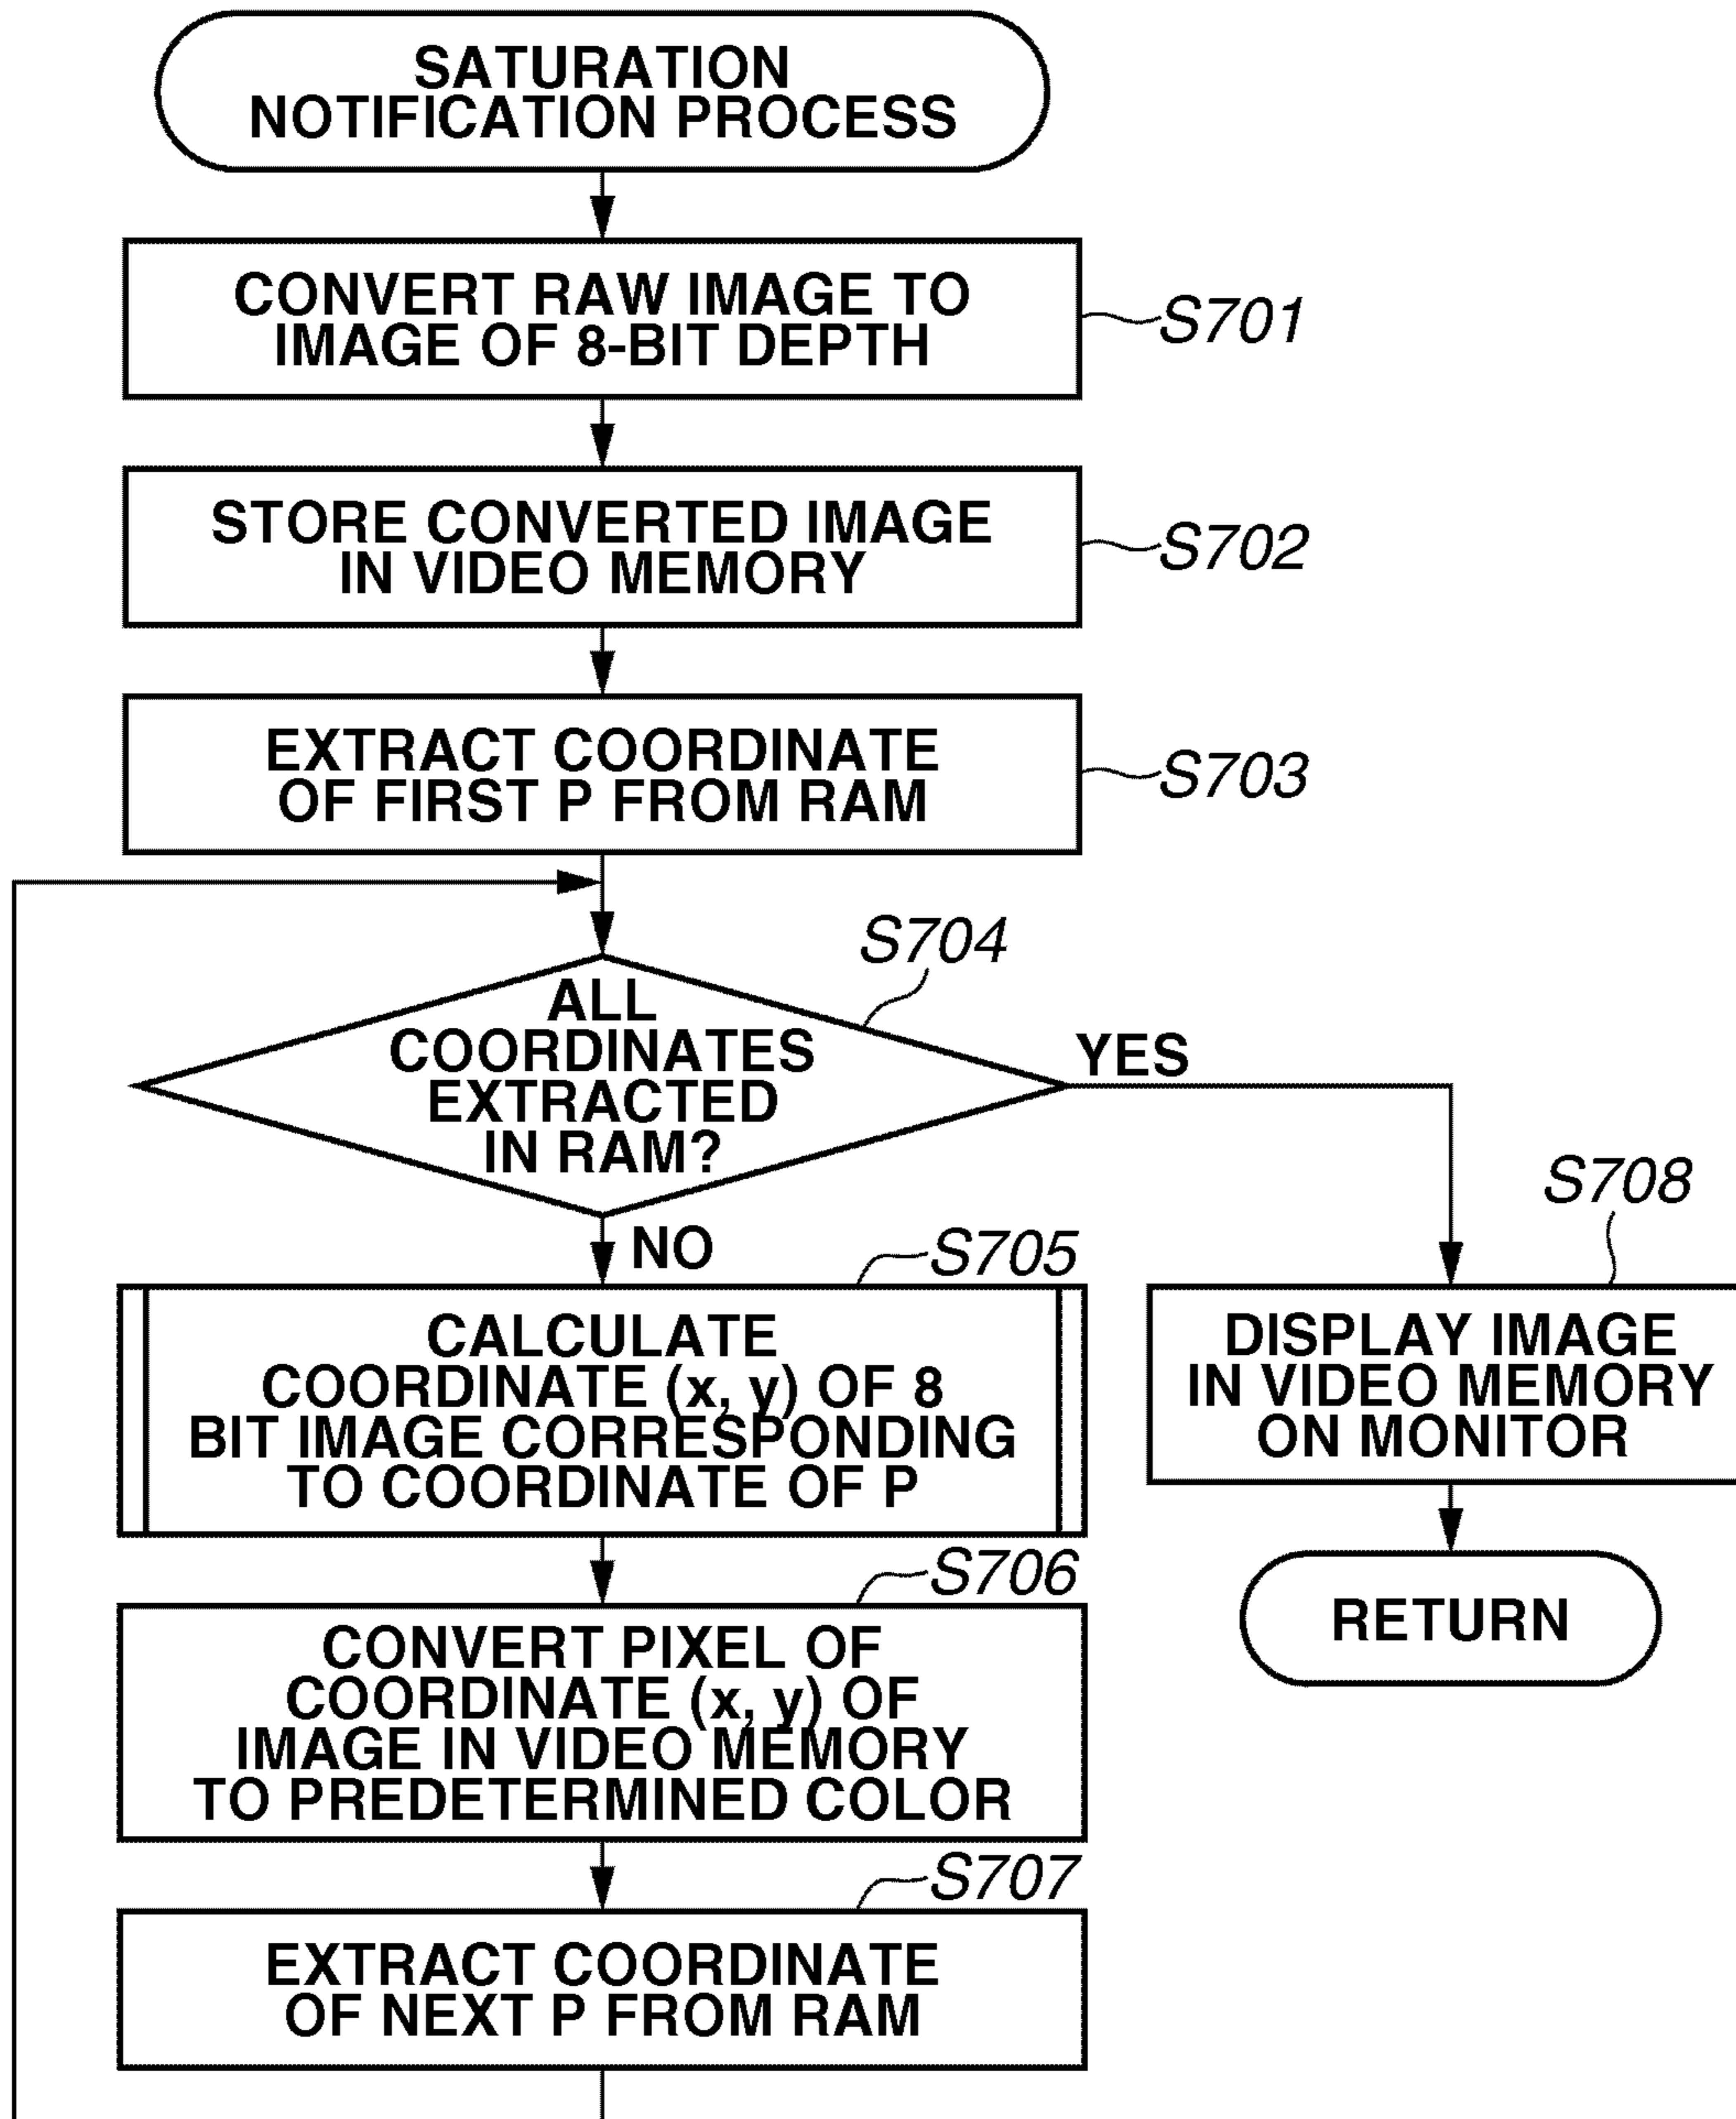 SATURATION
NOTIFICATION PROCESS
CONVERT RAW IMAGE TO
IMAGE OF 8-BIT DEPTH
S701
STORE CONVERTED IMAGE
IN VIDEO MEMORY
S702
EXTRACT COORDINATE
OF FIRST P FROM RAM
S703
S704
ALL
COORDINATES
EXTRACTED
IN RAM?
YES
NO
S705
CALCULATE
COORDINATE (x, y) OF 8
BIT IMAGE CORRESPONDING
TO COORDINATE OF P
S708
DISPLAY IMAGE
IN VIDEO MEMORY
ON MONITOR
S706
CONVERT PIXEL OF
COORDINATE (x, y) OF
IMAGE IN VIDEO MEMORY
TO PREDETERMINED COLOR
RETURN
S707
EXTRACT COORDINATE
OF NEXT P FROM RAM